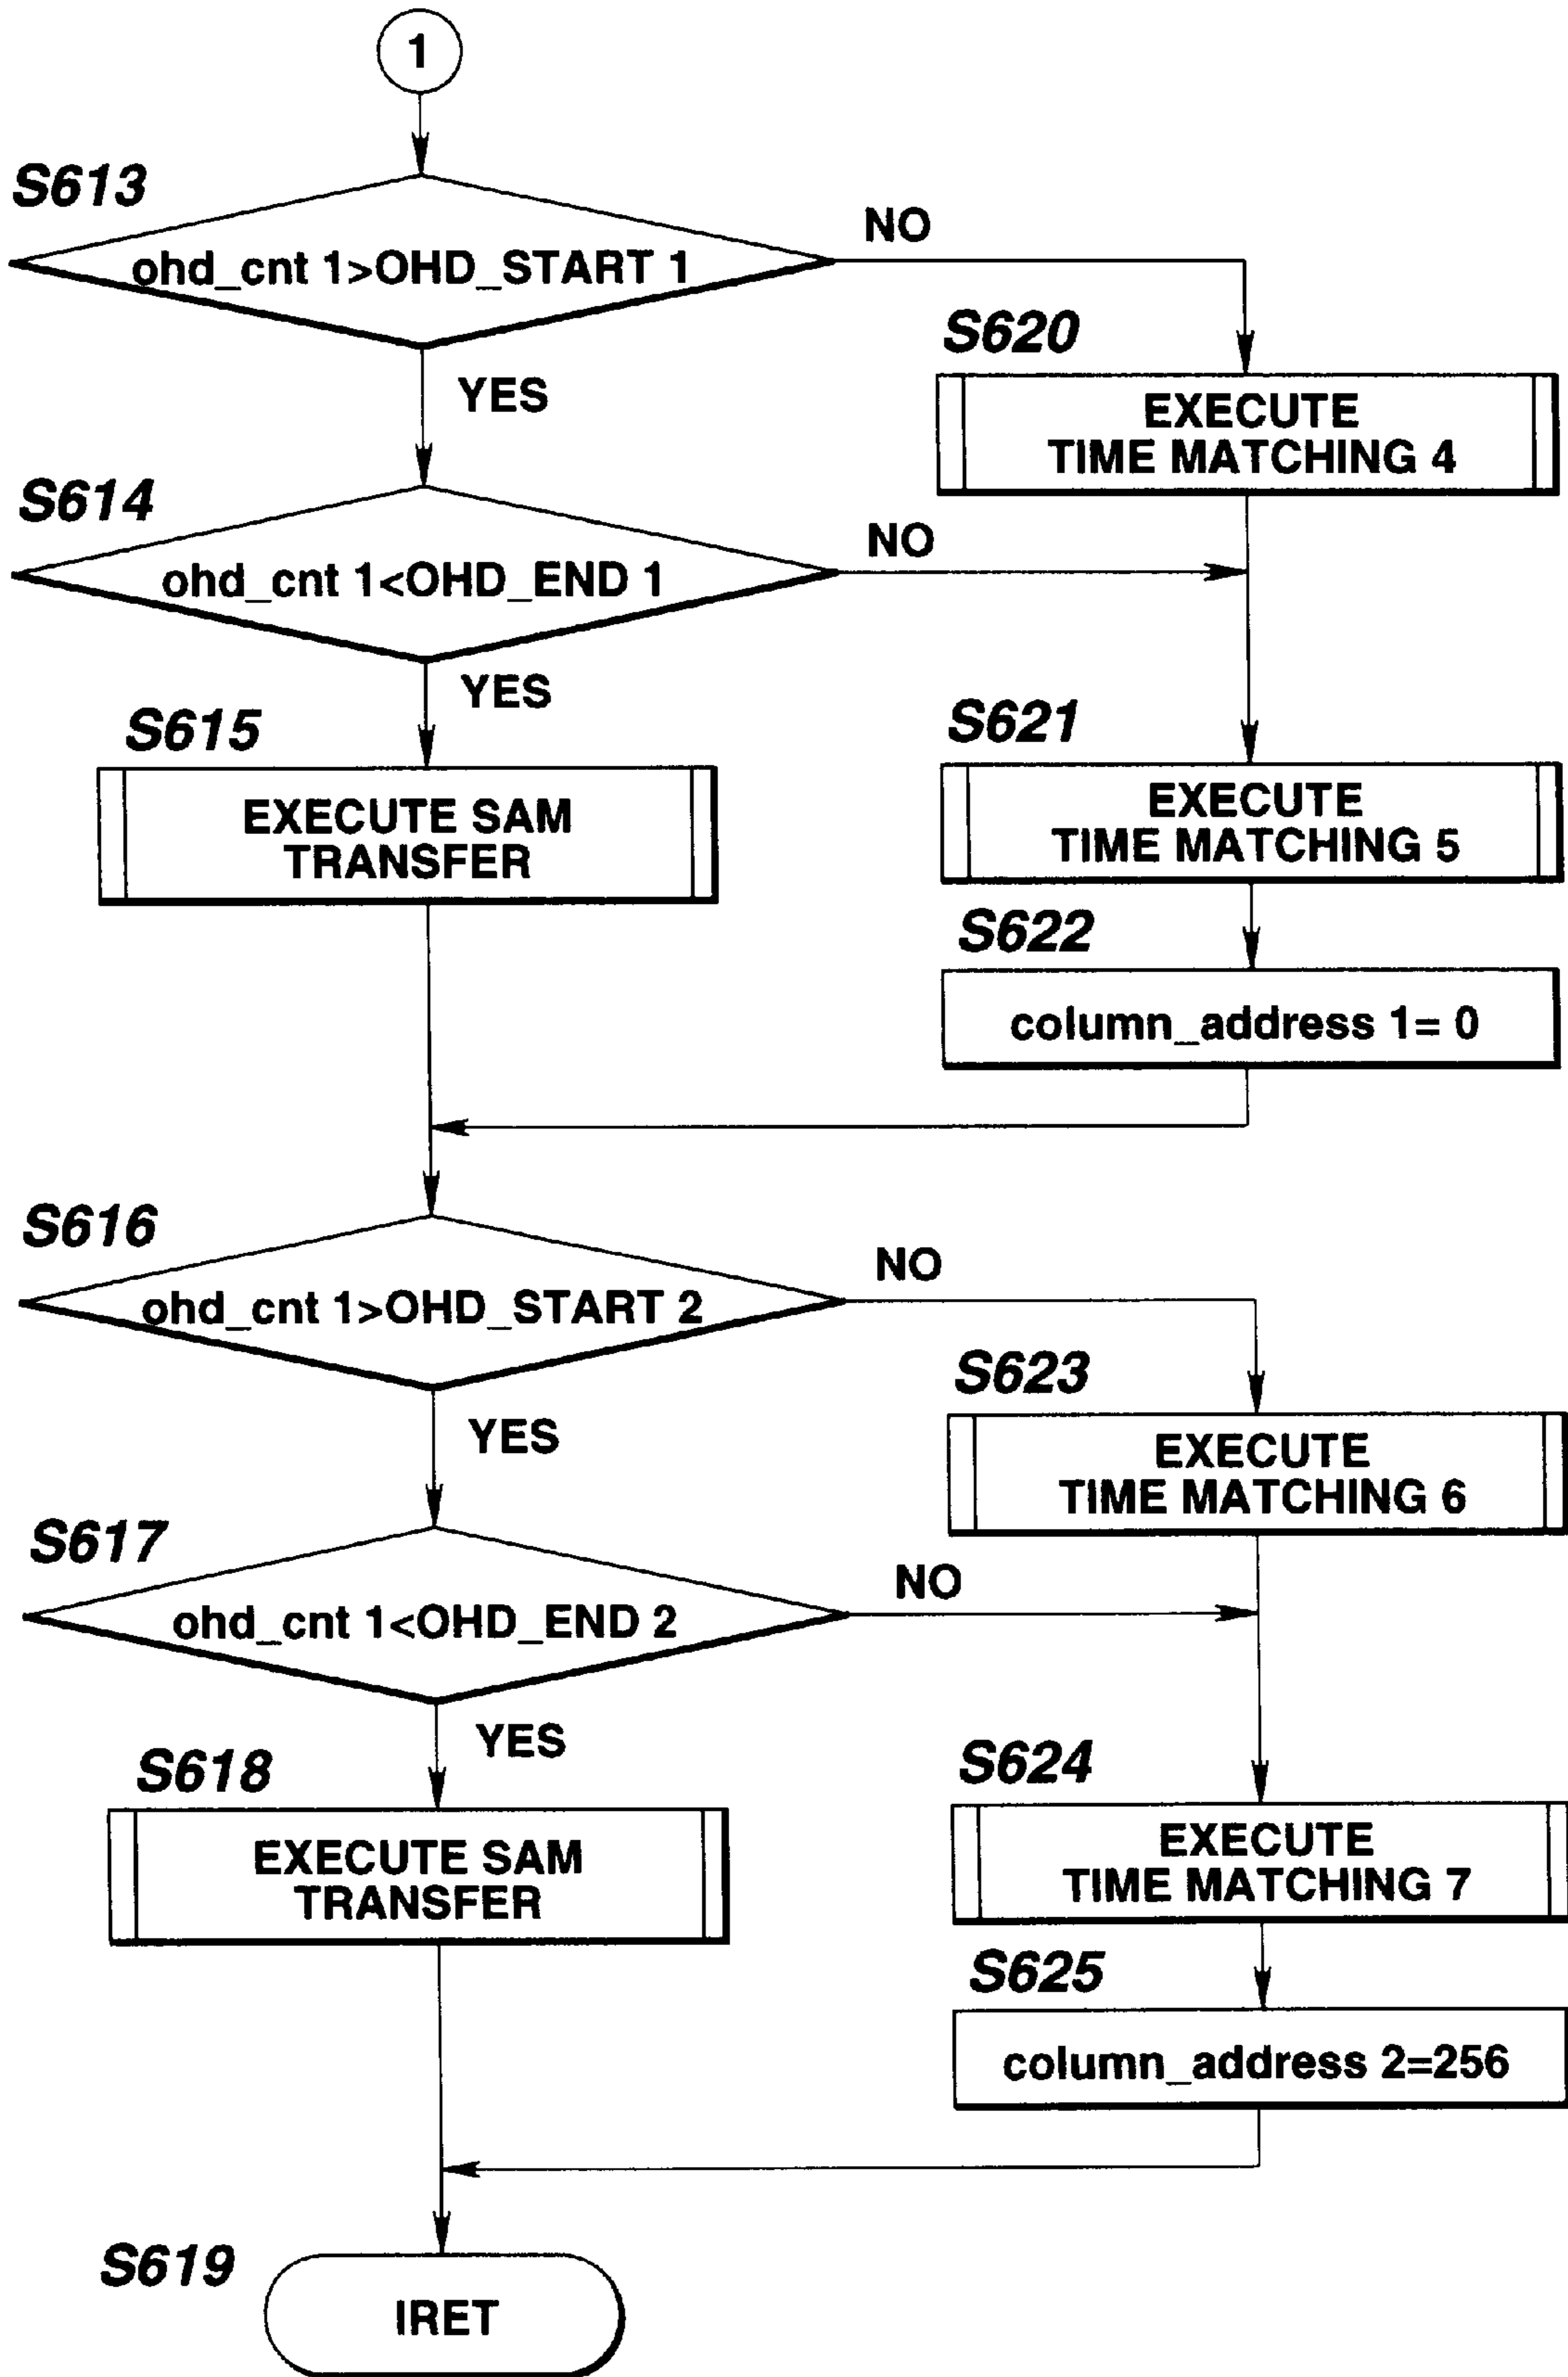 1
S613
ohd_cnt 1>OHD_START 1
NO
YES
S620
EXECUTE
TIME MATCHING 4
S614
ohd_cnt 1<OHD_END 1
NO
YES
S615
EXECUTE SAM
TRANSFER
S621
EXECUTE
TIME MATCHING 5
S622
column_address 1= 0
S616
ohd_cnt 1>OHD_START 2
NO
YES
S623
EXECUTE
TIME MATCHING 6
S617
ohd_cnt 1<OHD_END 2
NO
YES
S618
EXECUTE SAM
TRANSFER
S624
EXECUTE
TIME MATCHING 7
S625
column_address 2=256
S619
IRET